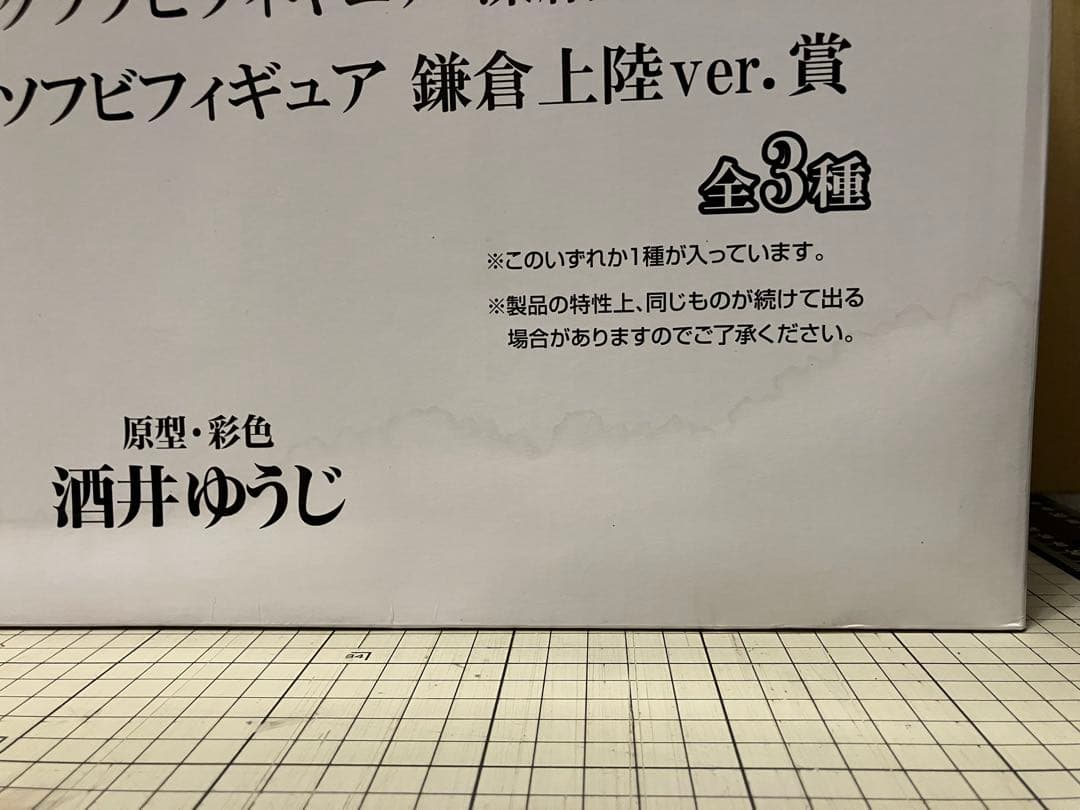 ソフビフィギュア 鎌倉上陸ver.賞
全3種
※このいずれか1種が入っています。
※製品の特性上、同じものが続けて出る
場合がありますのでご了承ください。
原型・彩色
酒井ゆうじ